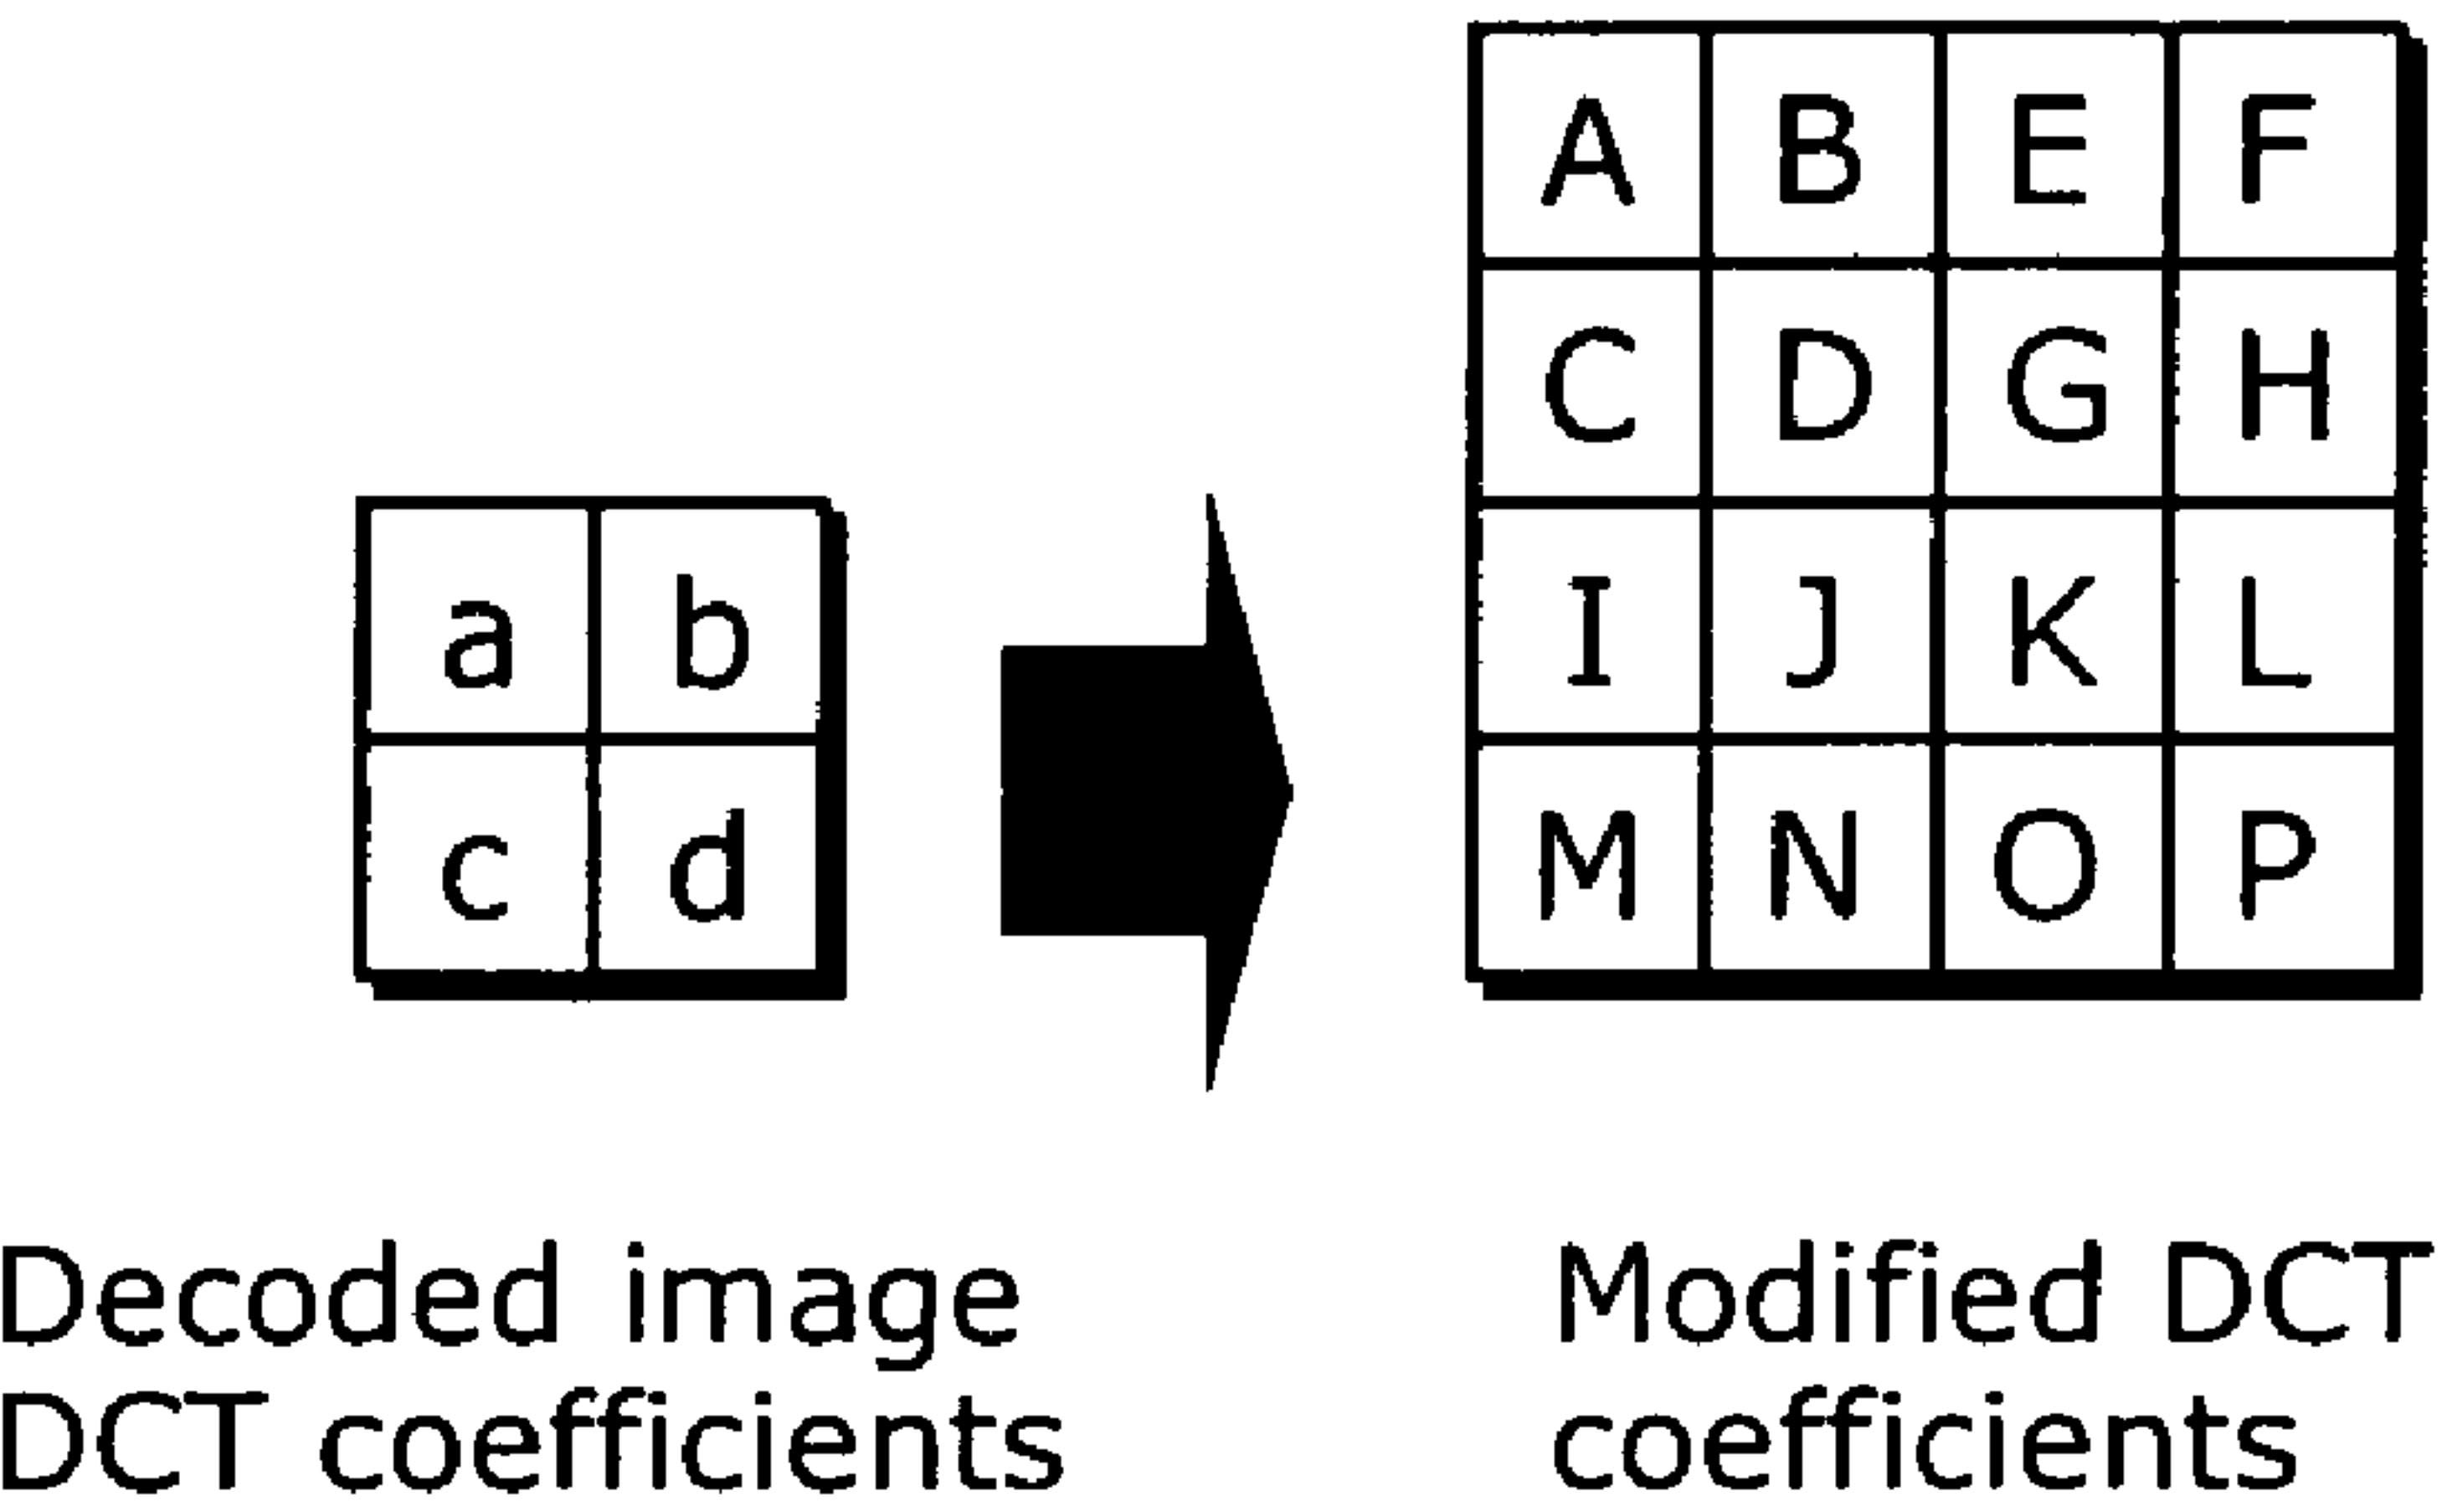 A B E F
C D G H
a b I J K L
c d M N O P
Decoded image Modified DCT
DCT coefficients coefficients